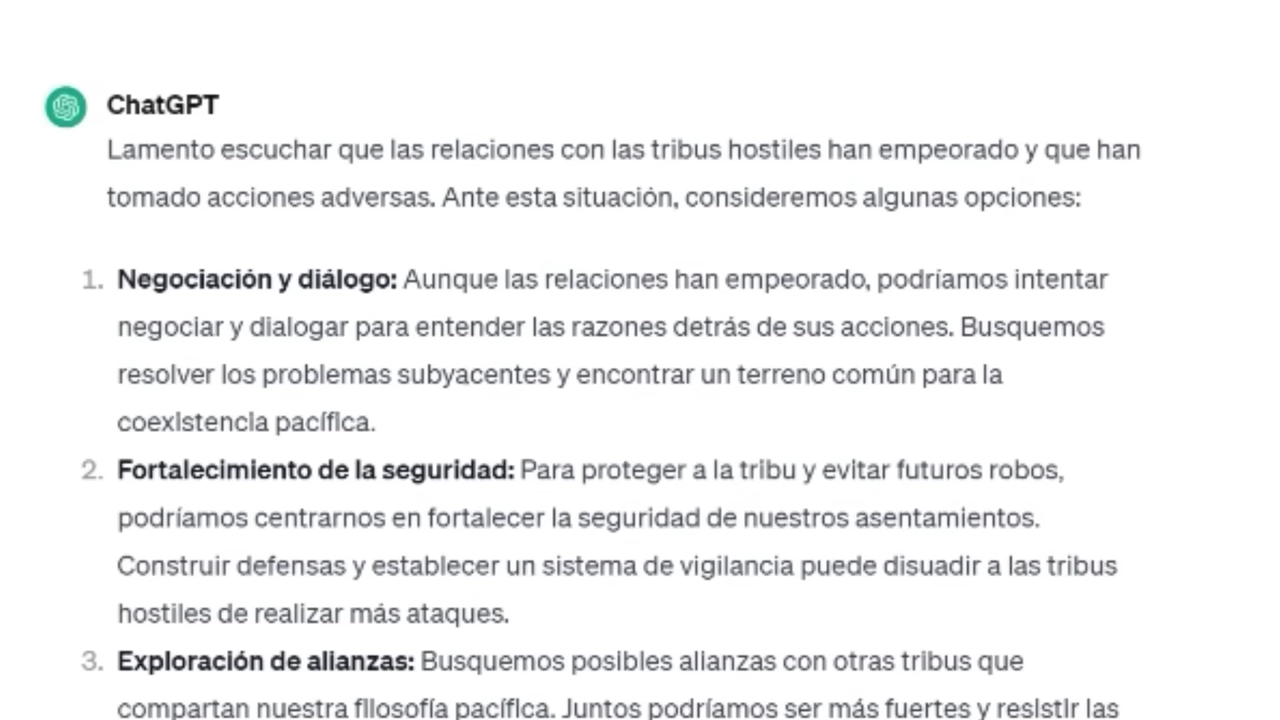 ChatGPT
Lamento escuchar que las relaciones con las tribus hostiles han empeorado y que han
tomado acciones adversas. Ante esta situación, consideremos algunas opciones:
1. Negociación y diálogo: Aunque las relaciones han empeorado, podríamos intentar
negociar y dialogar para entender las razones detrás de sus acciones. Busquemos
resolver los problemas subyacentes y encontrar un terreno común para la
coexistencia pacífica.
2. Fortalecimiento de la seguridad: Para proteger a la tribu y evitar futuros robos,
podríamos centrarnos en fortalecer la seguridad de nuestros asentamientos.
Construir defensas y establecer un sistema de vigilancia puede disuadir a las tribus
hostiles de realizar más ataques.
3. Exploración de alianzas: Busquemos posibles alianzas con otras tribus que
compartan nuestra filosofía pacífica. Juntos podríamos ser más fuertes y resistir las